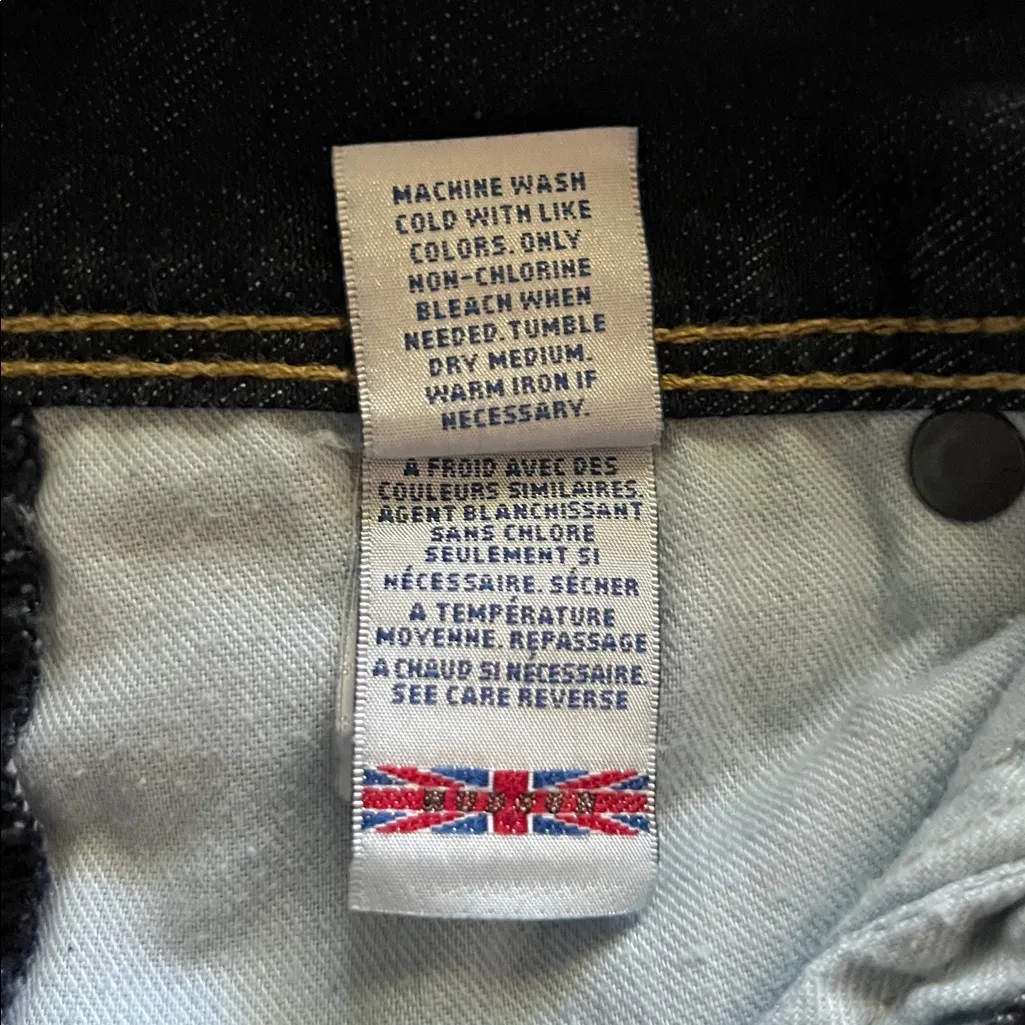 MACHINE WASH
COLD WITH LIKE
COLORS. ONLY
NON-CHLORINE
BLEACH WHEN
NEEDED. TUMBLE
DRY MEDIUM.
WARM IRON IF
NECESSARY.
A FROID AVEC DES
COULEURS SIMILAIRES.
AGENT BLANCHISSANT
SANS CHLORE
SEULEMENT SI
NÉCESSAIRE. SÉCHER
A TEMPÉRATURE
MOYENNE. REPASSAGE
A CHAUD SI NÉCESSAIRE.
SEE CARE REVERSE
HUDSON